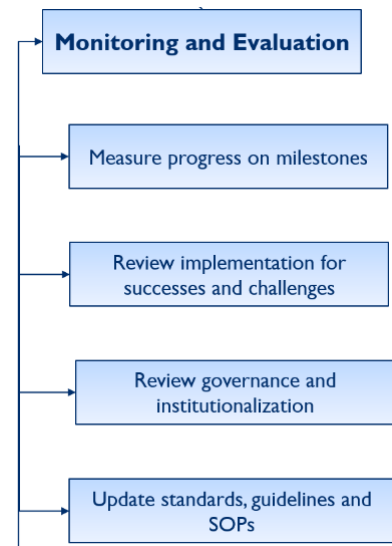 Monitoring and Evaluation
Measure progress on milestones
Review implementation for
successes and challenges
Review governance and
institutionalization
Update standards, guidelines and
SOPs